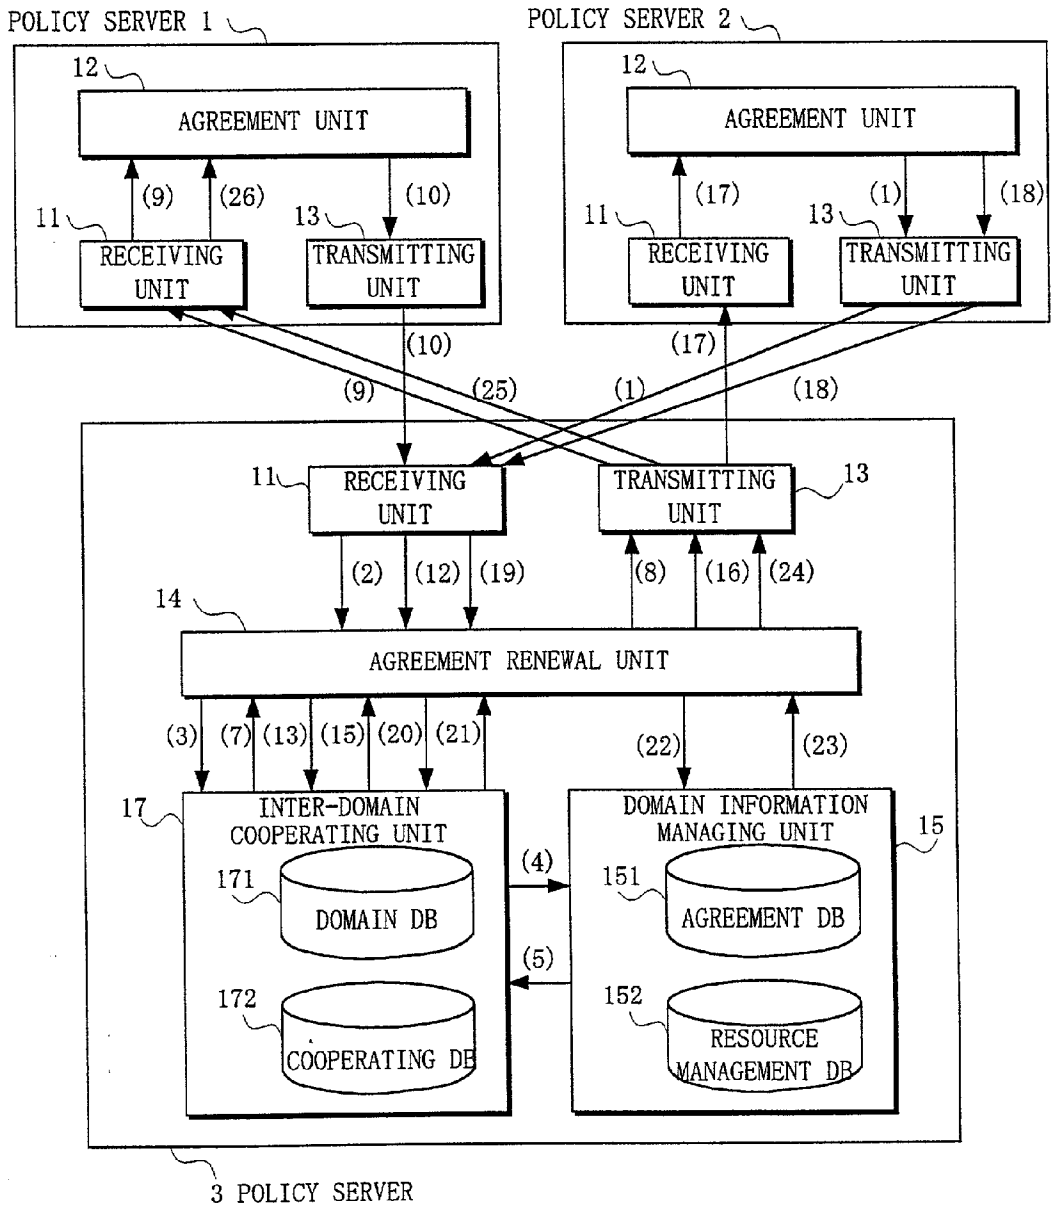 POLICY SERVER 1
POLICY SERVER 2
12
AGREEMENT UNIT
12
AGREEMENT UNIT
(9)
(26)
(10)
(17)
(1)
(18)
11
RECEIVING
UNIT
13
TRANSMITTING
UNIT
11
RECEIVING
UNIT
13
TRANSMITTING
UNIT
(10)
(17)
(9)
(25)
(1)
(18)
11
RECEIVING
UNIT
TRANSMITTING
UNIT
13
(2)
(12)
(19)
(8)
(16)
(24)
14
AGREEMENT RENEWAL UNIT
(3)
(7)
(13)
(15)
(20)
(21)
(22)
(23)
17
INTER-DOMAIN
COOPERATING UNIT
DOMAIN INFORMATION
MANAGING UNIT
15
171
DOMAIN DB
(4)
151
AGREEMENT DB
(5)
172
COOPERATING DB
152
RESOURCE
MANAGEMENT DB
3 POLICY SERVER